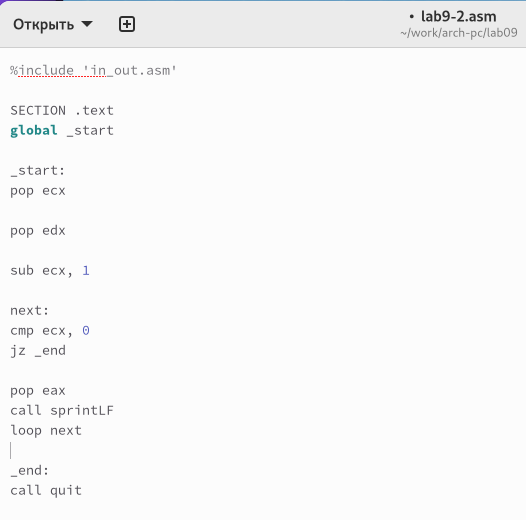 Открыть
• lab9-2.asm
~/work/arch-pc/lab09
%include 'in_out.asm'
SECTION .text
global _start
_start:
pop ecx
pop edx
sub ecx, 1
next:
cmp ecx, 0
jz _end
pop eax
call sprintLF
loop next
_end:
call quit